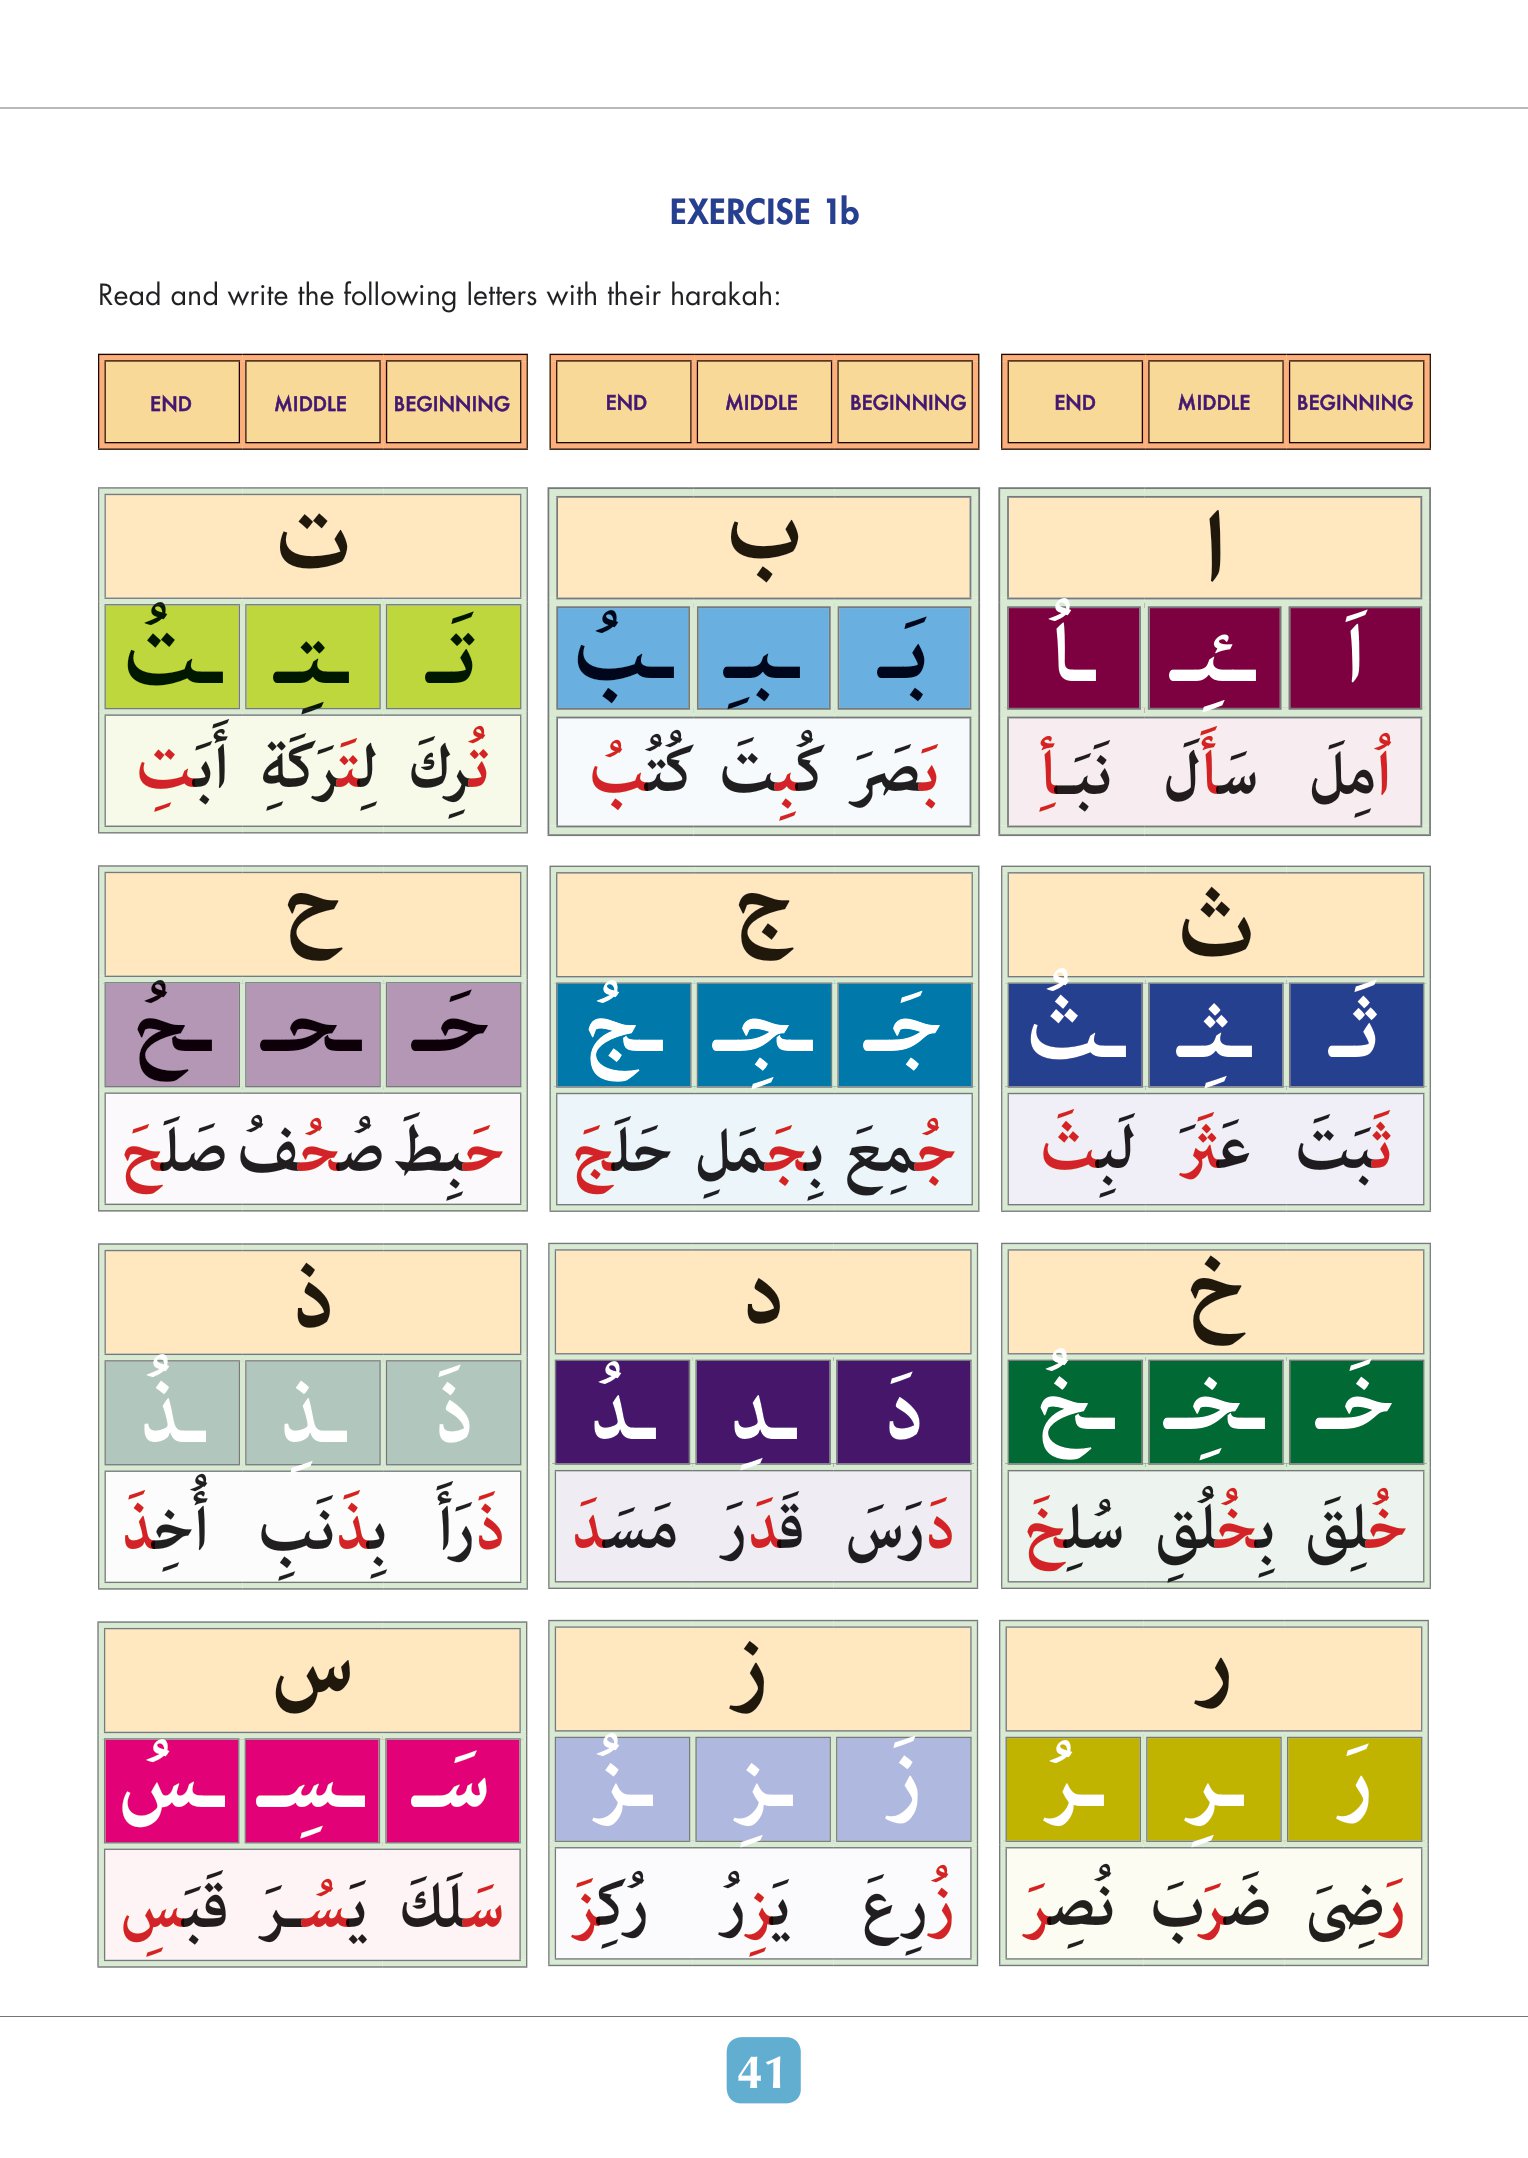 EXERCISE 1b
Read and write the following letters with their harakah:
BEGINNING MIDDLE END BEGINNING MIDDLE END BEGINNING MIDDLE END
ا ب ت
اَ ـئِـ ـاُ بَـ ـبِـ ـبُ تَـ ـتِـ ـتُ
اُمِلَ سَأَلَ نَبَـأِ بَصَرَ كُبِتَ كُتُبُ تُرِكَ لِتَرَكَةِ أَبَتِ
ث ج ح
ثَـ ـثِـ ـثُ جَـ ـجِـ ـجُ حَـ ـحـ ـحُ
ثَبَتَ عَثَرَ لَبِثَ جُمِعَ بِجَمَلِ حَلَجَ حَبِطَ صُحُفُ صَلَحَ
خ د ذ
خَـ ـخِـ ـخُ دَ ـدِ ـدُ ذَ ـذِ ـذُ
خُلِقَ بِخُلُقِ سُلِخَ دَرَسَ قَدَرَ مَسَدَ ذَرَأَ بِذَنَبِ أُخِذَ
ر ز س
رَ ـرِ ـرُ زَ ـزِ ـزُ سَـ ـسِـ ـسُ
رَضِىَ ضَرَبَ نُصِرَ زُرِعَ يَزِرُ رُكِزَ سَلَكَ يَسُـرَ قَبَسِ
41